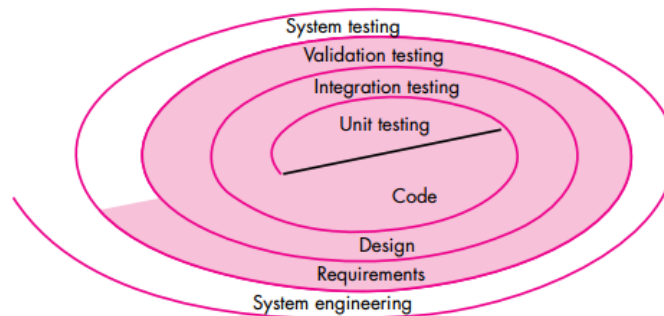 System testing
Validation testing
Integration testing
Unit testing
Code
Design
Requirements
System engineering